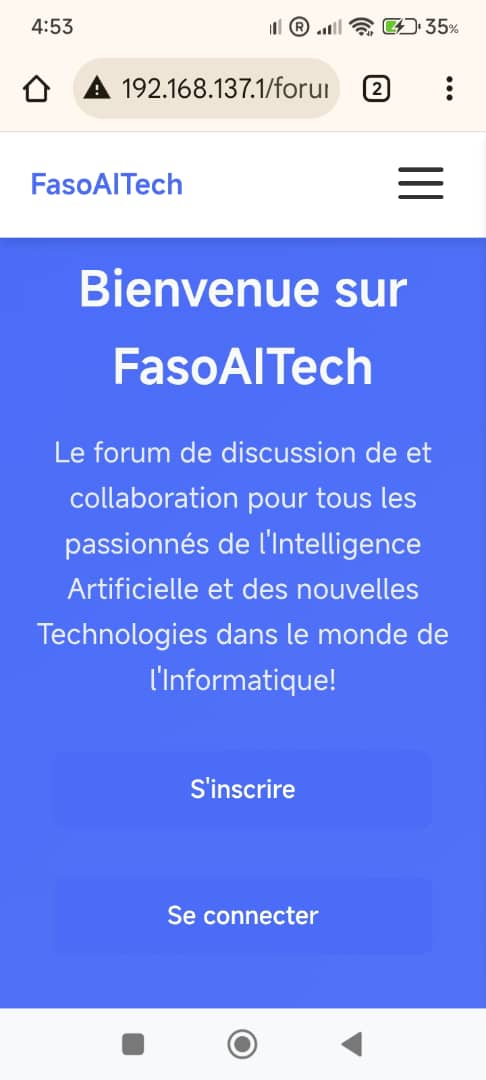 4:53
R
35%
192.168.137.1/forur
2
FasoAITech
Bienvenue sur
FasoAITech
Le forum de discussion de et
collaboration pour tous les
passionnés de l'Intelligence
Artificielle et des nouvelles
Technologies dans le monde de
l'Informatique!
S'inscrire
Se connecter